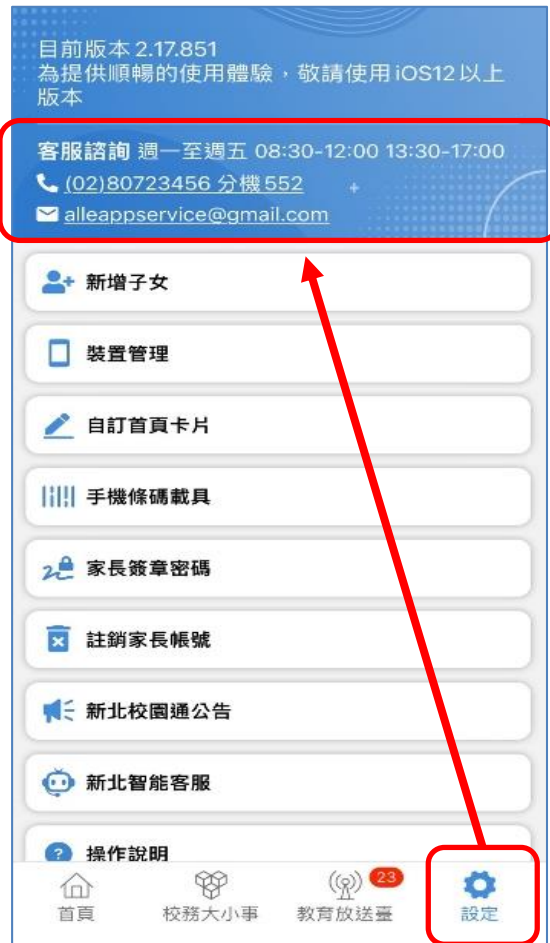 目前版本 2.17.851
為提供順暢的使用體驗，敬請使用 iOS12 以上
版本
客服諮詢 週一至週五 08:30-12:00 13:30-17:00
(02)80723456 分機 552
alleappservice@gmail.com
新增子女
裝置管理
自訂首頁卡片
手機條碼載具
家長簽章密碼
註銷家長帳號
新北校園通公告
新北智能客服
操作說明
23
首頁 校務大小事 教育放送臺 設定